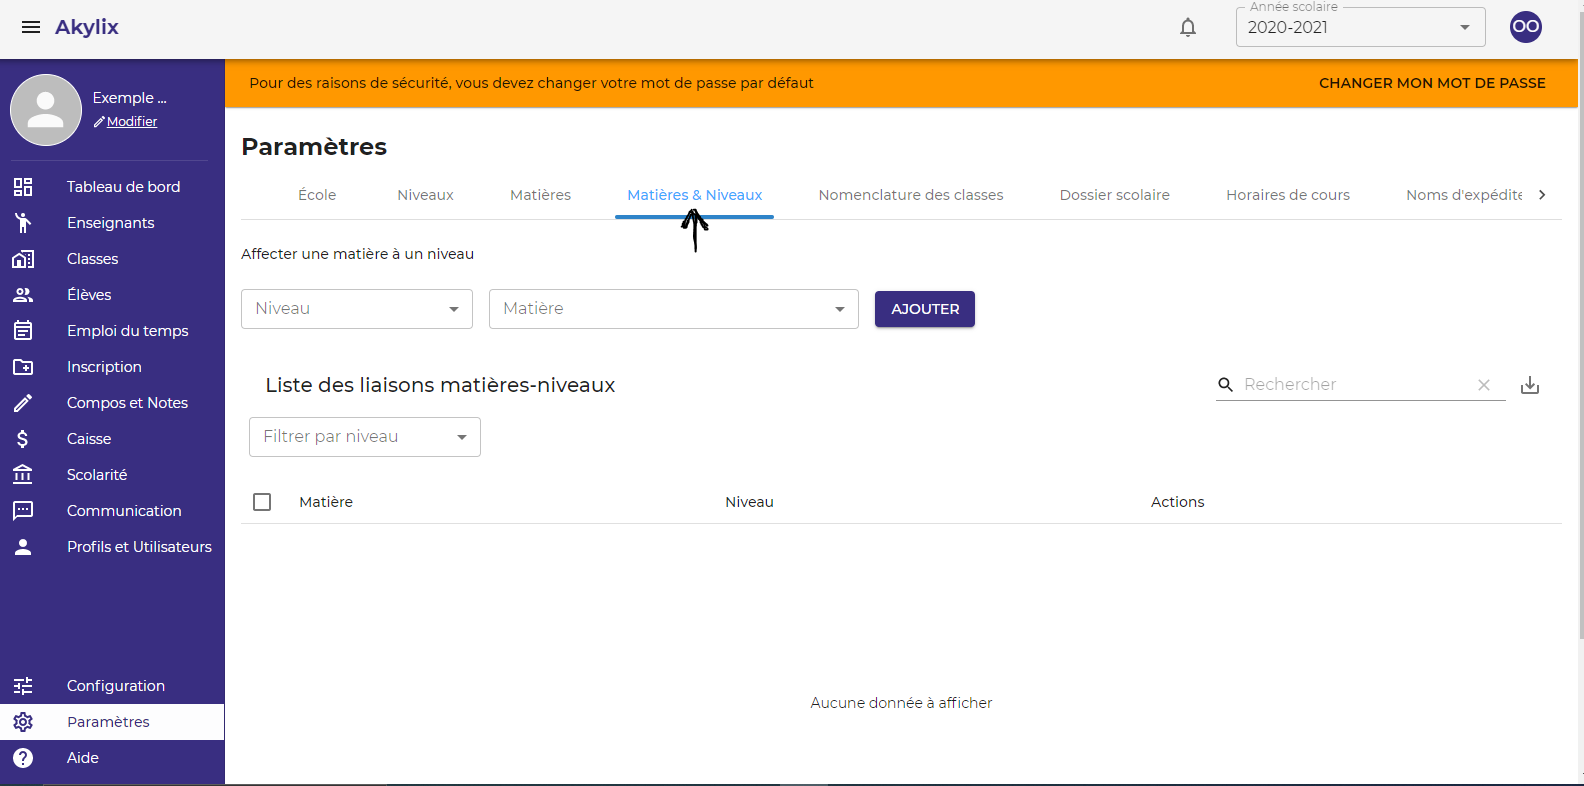 Akylix
Année scolaire
2020-2021
OO
Exemple ...
Modifier
Tableau de bord
Enseignants
Classes
Élèves
Emploi du temps
Inscription
Compos et Notes
Caisse
Scolarité
Communication
Profils et Utilisateurs
Configuration
Paramètres
Aide
Pour des raisons de sécurité, vous devez changer votre mot de passe par défaut
CHANGER MON MOT DE PASSE
Paramètres
École Niveaux Matières Matières & Niveaux Nomenclature des classes Dossier scolaire Horaires de cours Noms d'expédite
Affecter une matière à un niveau
Niveau Matière AJOUTER
Liste des liaisons matières-niveaux
Rechercher
Filtrer par niveau
Matière Niveau Actions
Aucune donnée à afficher